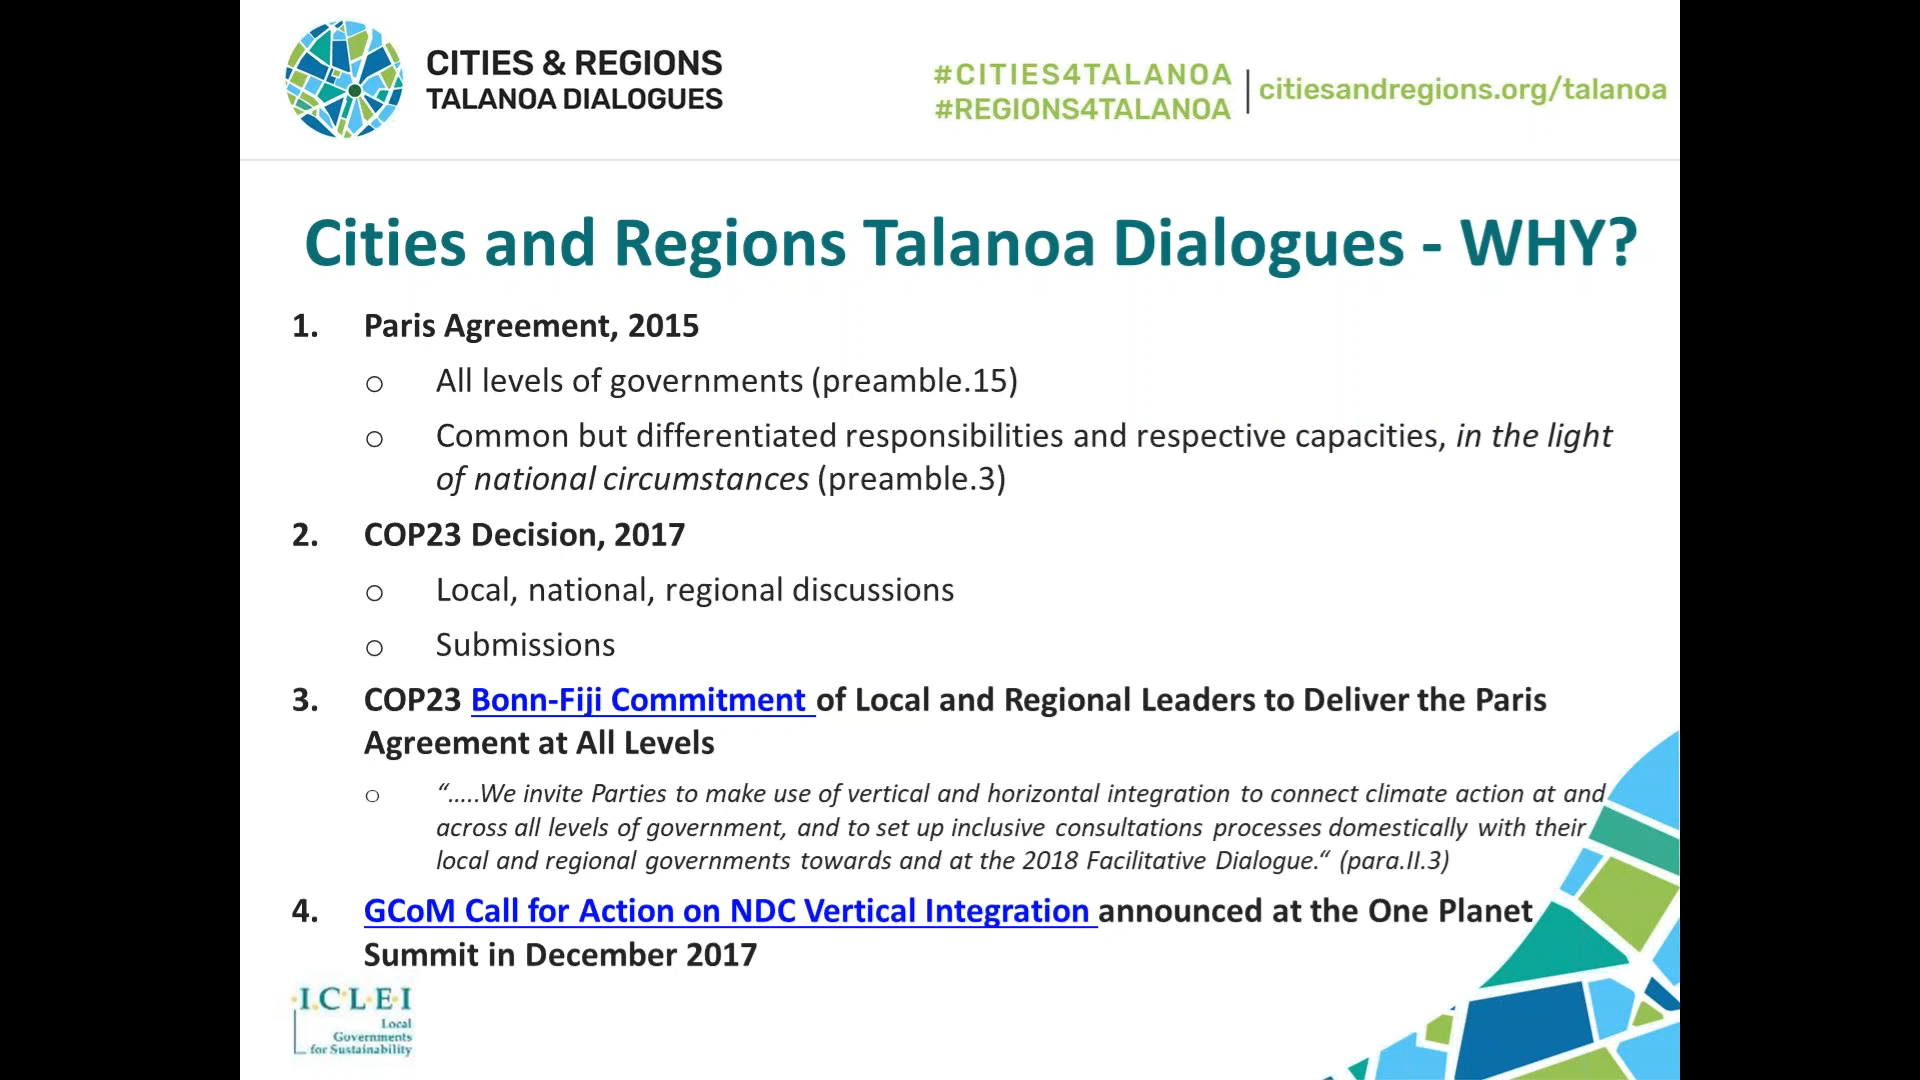 CITIES & REGIONS
TALANOA DIALOGUES
#CITIES4TALANOA
#REGIONS4TALANOA
citiesandregions.org/talanoa
Cities and Regions Talanoa Dialogues - WHY?
1. Paris Agreement, 2015
o All levels of governments (preamble.15)
o Common but differentiated responsibilities and respective capacities, in the light
of national circumstances (preamble.3)
2. COP23 Decision, 2017
o Local, national, regional discussions
o Submissions
3. COP23 Bonn-Fiji Commitment of Local and Regional Leaders to Deliver the Paris
Agreement at All Levels
o “…..We invite Parties to make use of vertical and horizontal integration to connect climate action at and
across all levels of government, and to set up inclusive consultations processes domestically with their
local and regional governments towards and at the 2018 Facilitative Dialogue.“ (para.II.3)
4. GCoM Call for Action on NDC Vertical Integration announced at the One Planet
Summit in December 2017
·I.C·L·E·I
Local
Governments
for Sustainability